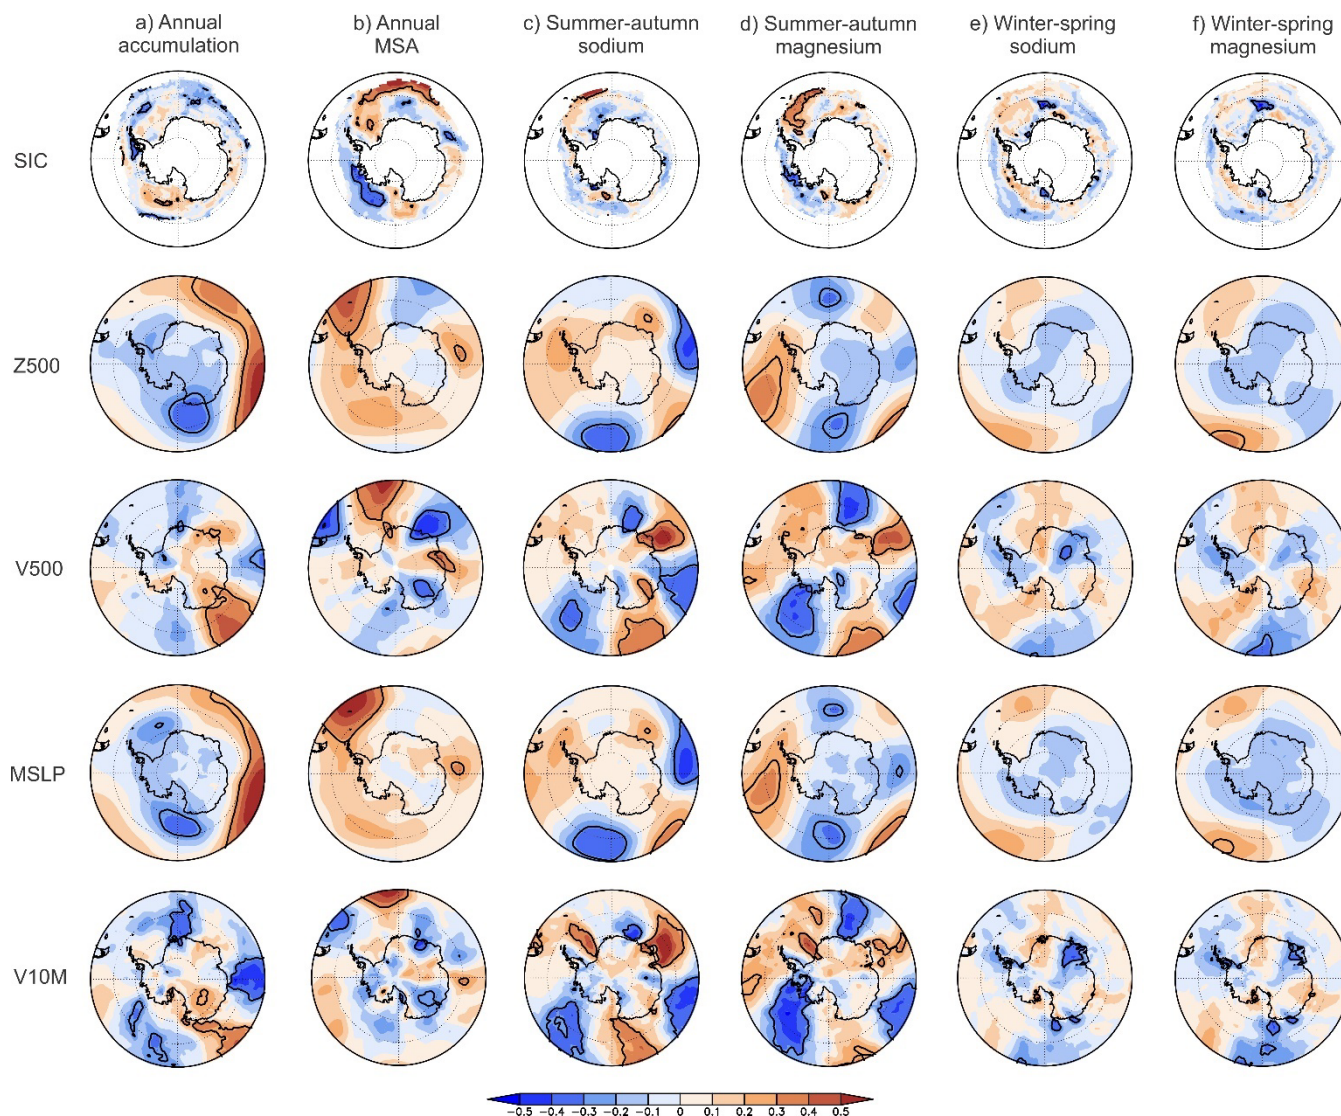 a) Annual
accumulation
b) Annual
MSA
c) Summer-autumn
sodium
d) Summer-autumn
magnesium
e) Winter-spring
sodium
f) Winter-spring
magnesium
SIC
Z500
V500
MSLP
V10M
−0.5 −0.4 −0.3 −0.2 −0.1 0 0.1 0.2 0.3 0.4 0.5